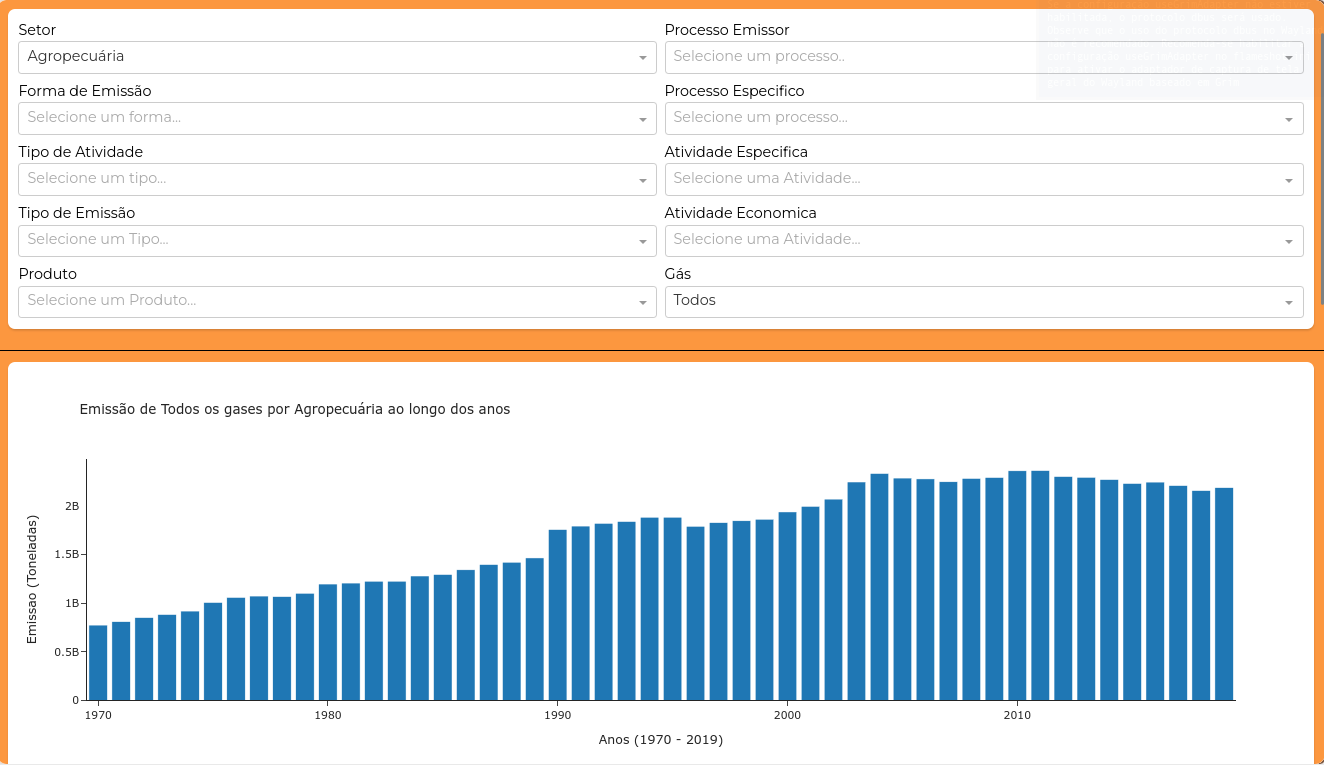 Setor
Processo Emissor
Agropecuária
Selecione um processo..
Forma de Emissão
Processo Especifico
Selecione um forma...
Selecione um processo...
Tipo de Atividade
Atividade Especifica
Selecione um tipo...
Selecione uma Atividade...
Tipo de Emissão
Atividade Economica
Selecione um Tipo...
Selecione uma Atividade...
Produto
Gás
Selecione um Produto...
Todos
Emissão de Todos os gases por Agropecuária ao longo dos anos
Emissao (Toneladas)
2B
1.5B
1B
0.5B
0
1970 1980 1990 2000 2010
Anos (1970 - 2019)